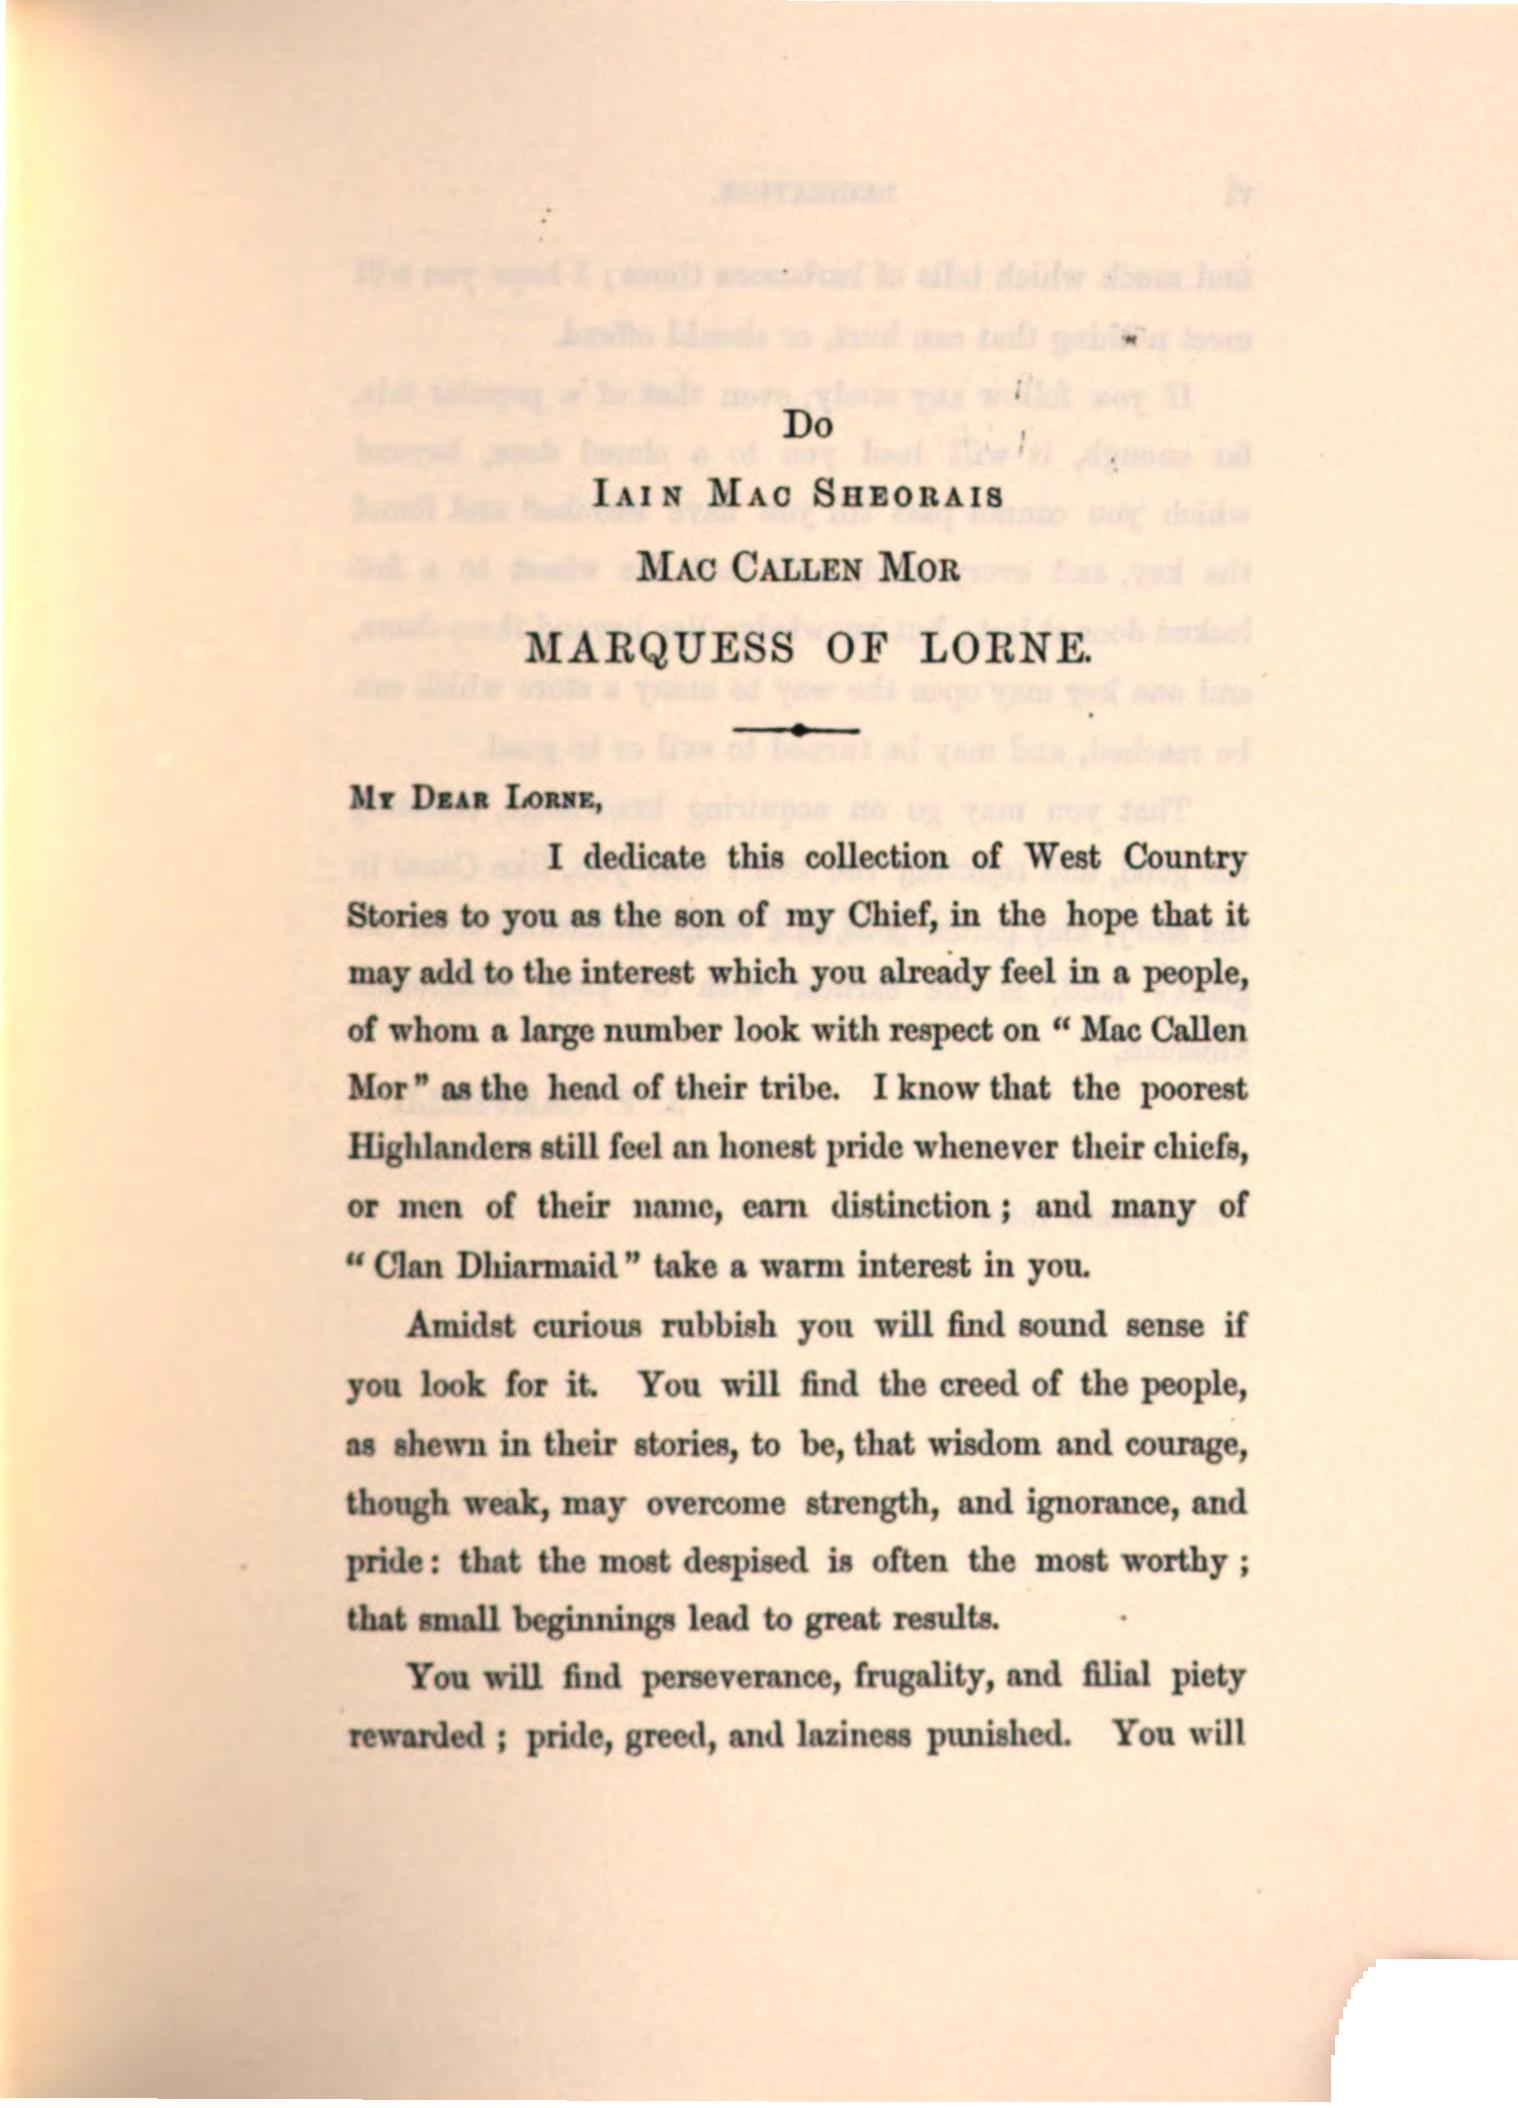 Do
Iain Mac Sheorais
Mac Callen Mor
MARQUESS OF LORNE.
My Dear Lorne,
I dedicate this collection of West Country
Stories to you as the son of my Chief, in the hope that it
may add to the interest which you already feel in a people,
of whom a large number look with respect on “ Mac Callen
Mor” as the head of their tribe. I know that the poorest
Highlanders still feel an honest pride whenever their chiefs,
or men of their name, earn distinction ; and many of
“ Clan Dhiarmaid” take a warm interest in you.
Amidst curious rubbish you will find sound sense if
you look for it. You will find the creed of the people,
as shewn in their stories, to be, that wisdom and courage,
though weak, may overcome strength, and ignorance, and
pride : that the most despised is often the most worthy ;
that small beginnings lead to great results.
You will find perseverance, frugality, and filial piety
rewarded ; pride, greed, and laziness punished. You will